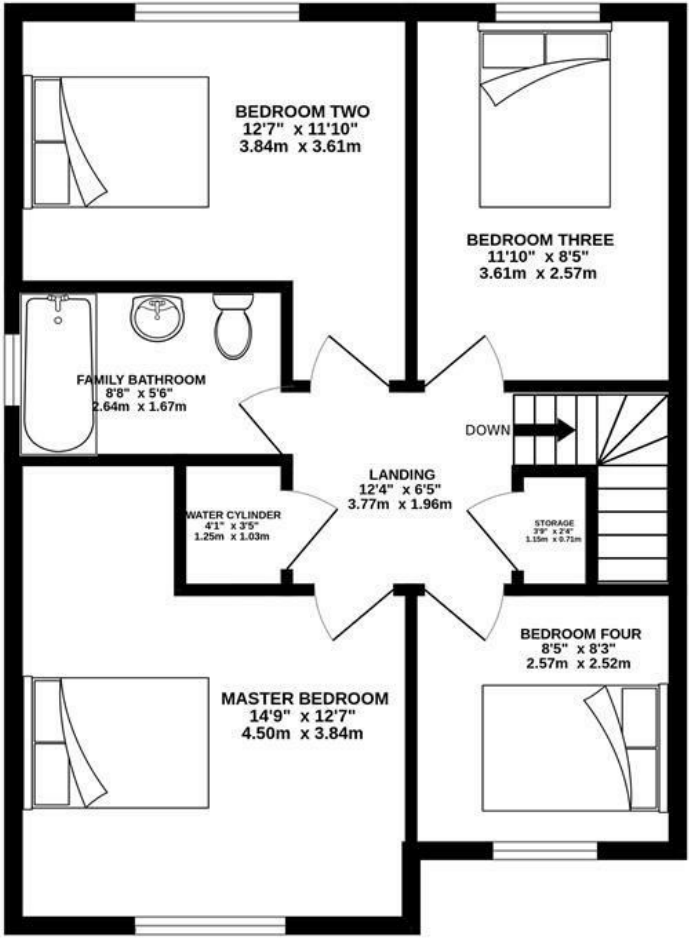 BEDROOM TWO
12'7" x 11'10"
3.84m x 3.61m
BEDROOM THREE
11'10" x 8'5"
3.61m x 2.57m
FAMILY BATHROOM
8'8" x 5'6"
2.64m x 1.67m
DOWN
LANDING
12'4" x 6'5"
3.77m x 1.96m
WATER CYLINDER
4'1" x 3'5"
1.25m x 1.03m
STORAGE
3'9" x 2'4"
1.15m x 0.71m
BEDROOM FOUR
8'5" x 8'3"
2.57m x 2.52m
MASTER BEDROOM
14'9" x 12'7"
4.50m x 3.84m